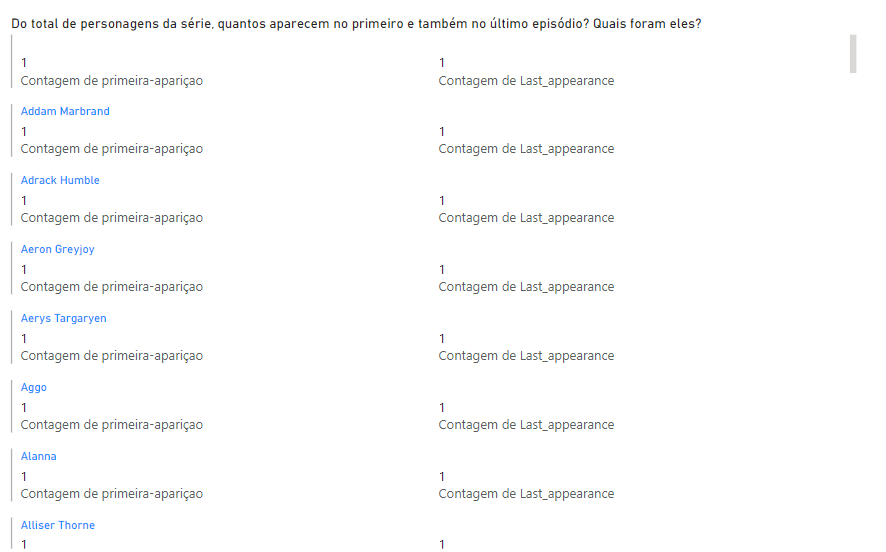 Do total de personagens da série, quantos aparecem no primeiro e também no último episódio? Quais foram eles?
1 1
Contagem de primeira-apariçao Contagem de Last_appearance
Addam Marbrand
1 1
Contagem de primeira-apariçao Contagem de Last_appearance
Adrack Humble
1 1
Contagem de primeira-apariçao Contagem de Last_appearance
Aeron Greyjoy
1 1
Contagem de primeira-apariçao Contagem de Last_appearance
Aerys Targaryen
1 1
Contagem de primeira-apariçao Contagem de Last_appearance
Aggo
1 1
Contagem de primeira-apariçao Contagem de Last_appearance
Alanna
1 1
Contagem de primeira-apariçao Contagem de Last_appearance
Alliser Thorne
1 1